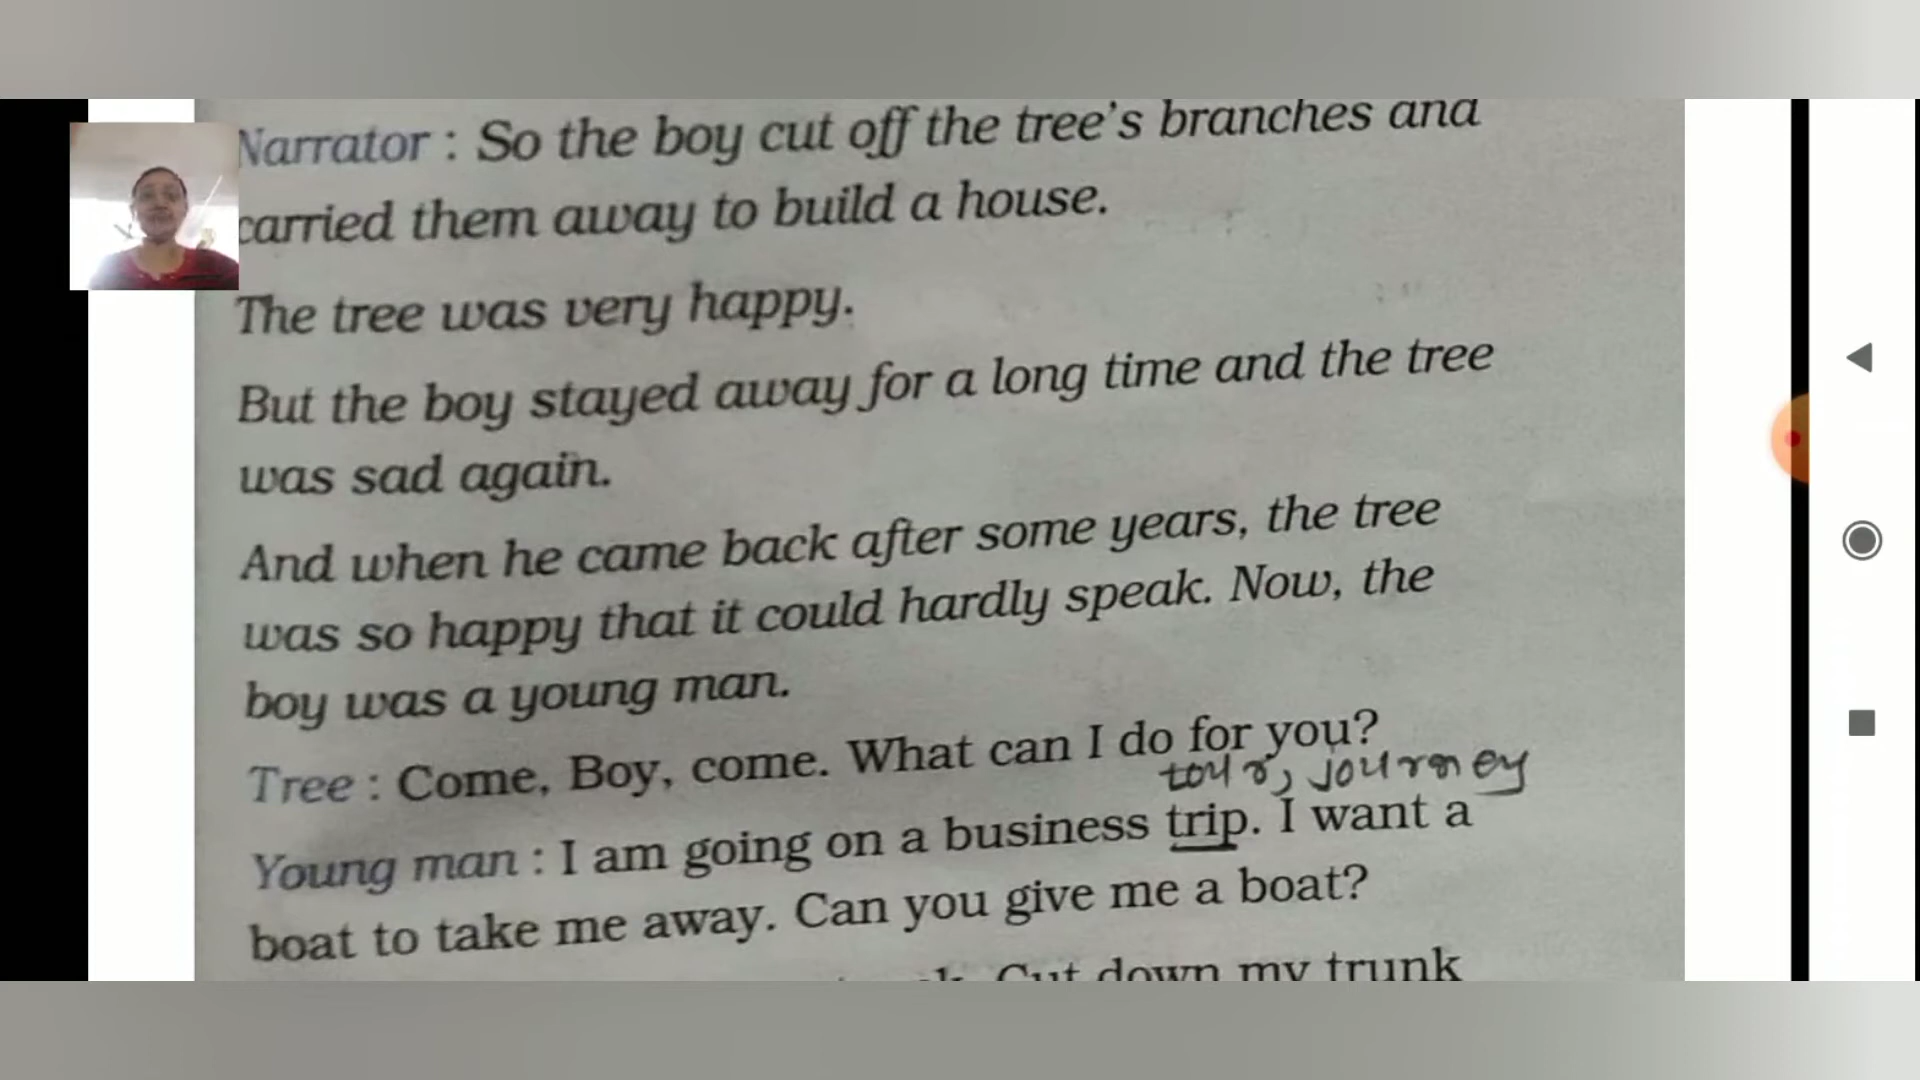 Narrator : So the boy cut off the tree's branches and
carried them away to build a house.
The tree was very happy.
But the boy stayed away for a long time and the tree
was sad again.
And when he came back after some years, the tree
was so happy that it could hardly speak. Now, the
boy was a young man.
Tree : Come, Boy, come. What can I do for you?
tour, journey
Young man : I am going on a business trip. I want a
boat to take me away. Can you give me a boat?
Cut down my trunk